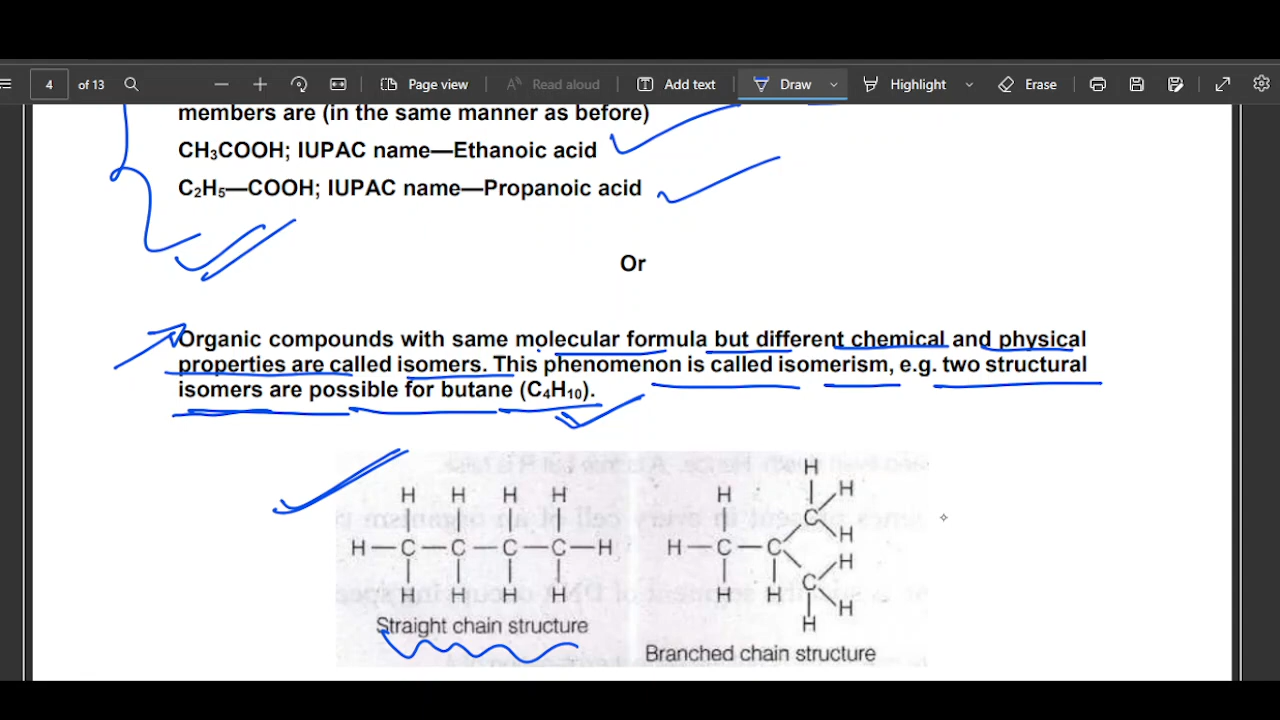 4 of 13 Page view Read aloud Add text Draw Highlight Erase
members are (in the same manner as before)
CH₃COOH; IUPAC name—Ethanoic acid
C₂H₅—COOH; IUPAC name—Propanoic acid
Or
Organic compounds with same molecular formula but different chemical and physical
properties are called isomers. This phenomenon is called isomerism, e.g. two structural
isomers are possible for butane (C₄H₁₀).
H
H H H H H
H H
H—C—C—C—C—H H—C—C H
C
H H H H H H H
H
Straight chain structure
Branched chain structure